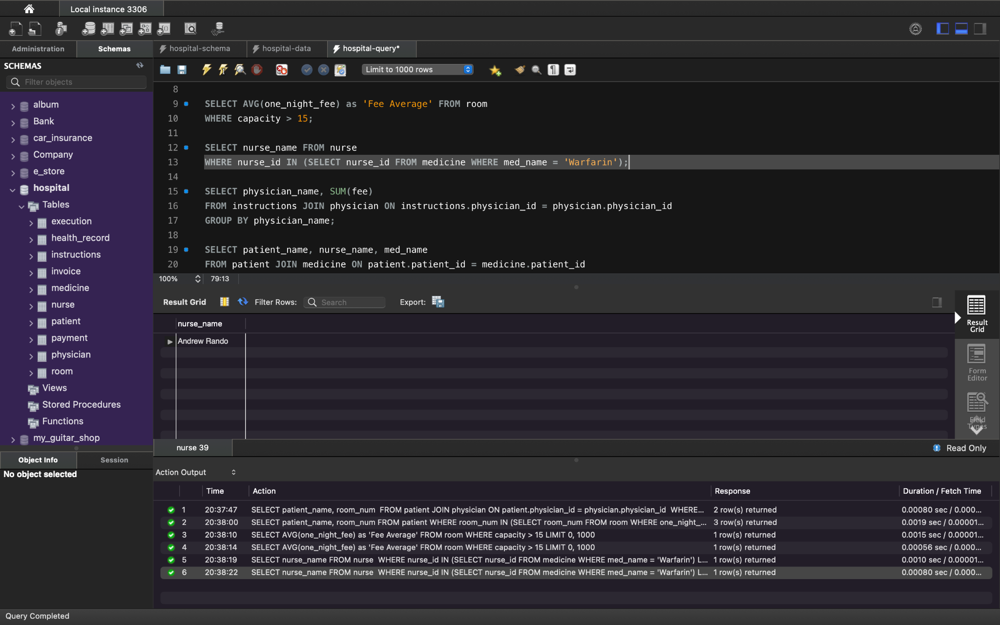 Local instance 3306
Administration
Schemas
hospital-schema
hospital-data
hospital-query*
SCHEMAS
Filter objects
album
Bank
car_insurance
Company
e_store
hospital
Tables
execution
health_record
instructions
invoice
medicine
nurse
patient
payment
physician
room
Views
Stored Procedures
Functions
my_guitar_shop
Object Info
Session
No object selected
Limit to 1000 rows
8
9 SELECT AVG(one_night_fee) as 'Fee Average' FROM room
10 WHERE capacity > 15;
11
12 SELECT nurse_name FROM nurse
13 WHERE nurse_id IN (SELECT nurse_id FROM medicine WHERE med_name = 'Warfarin');
14
15 SELECT physician_name, SUM(fee)
16 FROM instructions JOIN physician ON instructions.physician_id = physician.physician_id
17 GROUP BY physician_name;
18
19 SELECT patient_name, nurse_name, med_name
20 FROM patient JOIN medicine ON patient.patient_id = medicine.patient_id
100% 79:13
Result Grid Filter Rows: Search Export:
nurse_name
Andrew Rando
Result
Grid
Form
Editor
Field
Types
nurse 39
Read Only
Action Output
Time Action Response Duration / Fetch Time
1 20:37:47 SELECT patient_name, room_num FROM patient JOIN physician ON patient.physician_id = physician.physician_id WHERE... 2 row(s) returned 0.00080 sec / 0.000...
2 20:38:00 SELECT patient_name, room_num FROM patient WHERE room_num IN (SELECT room_num FROM room WHERE one_night_... 3 row(s) returned 0.0019 sec / 0.00001...
3 20:38:10 SELECT AVG(one_night_fee) as 'Fee Average' FROM room WHERE capacity > 15 LIMIT 0, 1000 1 row(s) returned 0.0015 sec / 0.00001...
4 20:38:14 SELECT AVG(one_night_fee) as 'Fee Average' FROM room WHERE capacity > 15 LIMIT 0, 1000 1 row(s) returned 0.00056 sec / 0.000...
5 20:38:19 SELECT nurse_name FROM nurse WHERE nurse_id IN (SELECT nurse_id FROM medicine WHERE med_name = 'Warfarin') L... 1 row(s) returned 0.0010 sec / 0.00001...
6 20:38:22 SELECT nurse_name FROM nurse WHERE nurse_id IN (SELECT nurse_id FROM medicine WHERE med_name = 'Warfarin') L... 1 row(s) returned 0.00080 sec / 0.000...
Query Completed